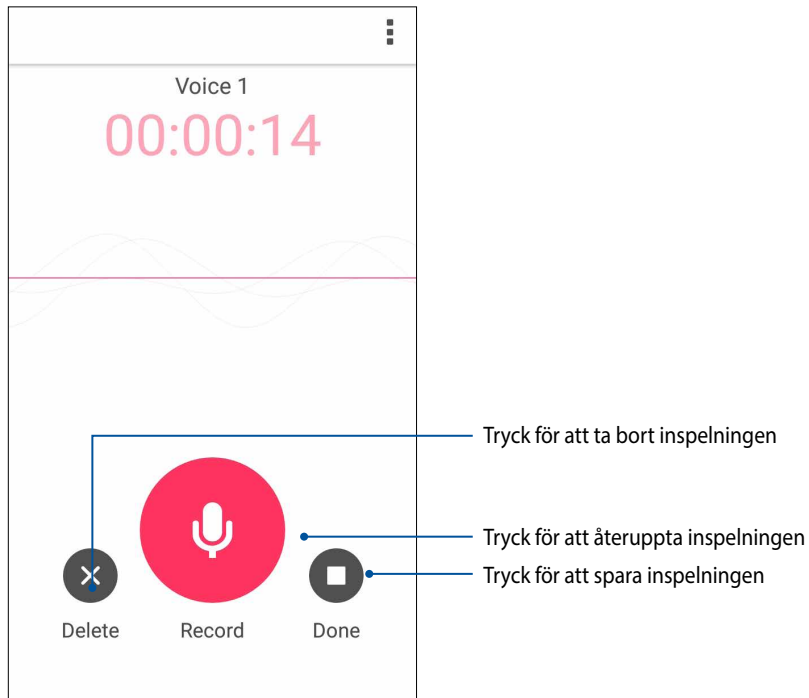 Voice 1
00:00:14
Tryck för att ta bort inspelningen
Tryck för att återuppta inspelningen
Tryck för att spara inspelningen
Delete Record Done